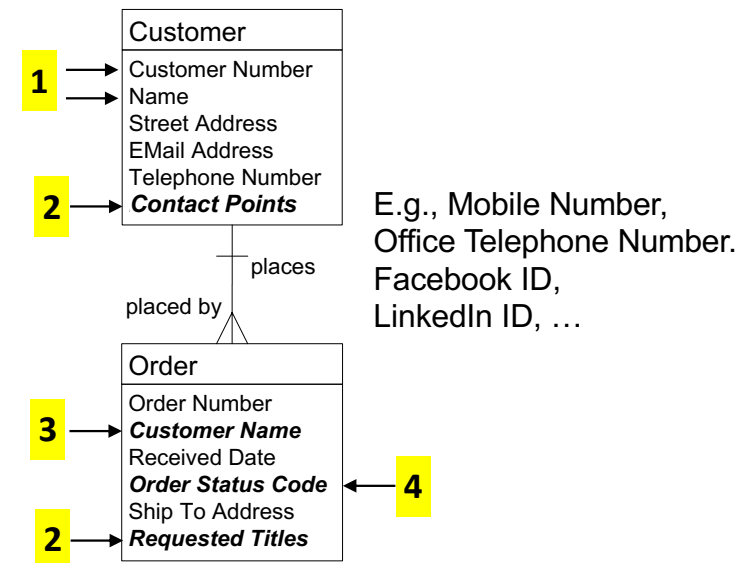 Customer
1
Customer Number
Name
Street Address
EMail Address
Telephone Number
2
Contact Points
E.g., Mobile Number,
Office Telephone Number.
Facebook ID,
LinkedIn ID, …
places
placed by
Order
Order Number
3
Customer Name
Received Date
Order Status Code
4
Ship To Address
2
Requested Titles